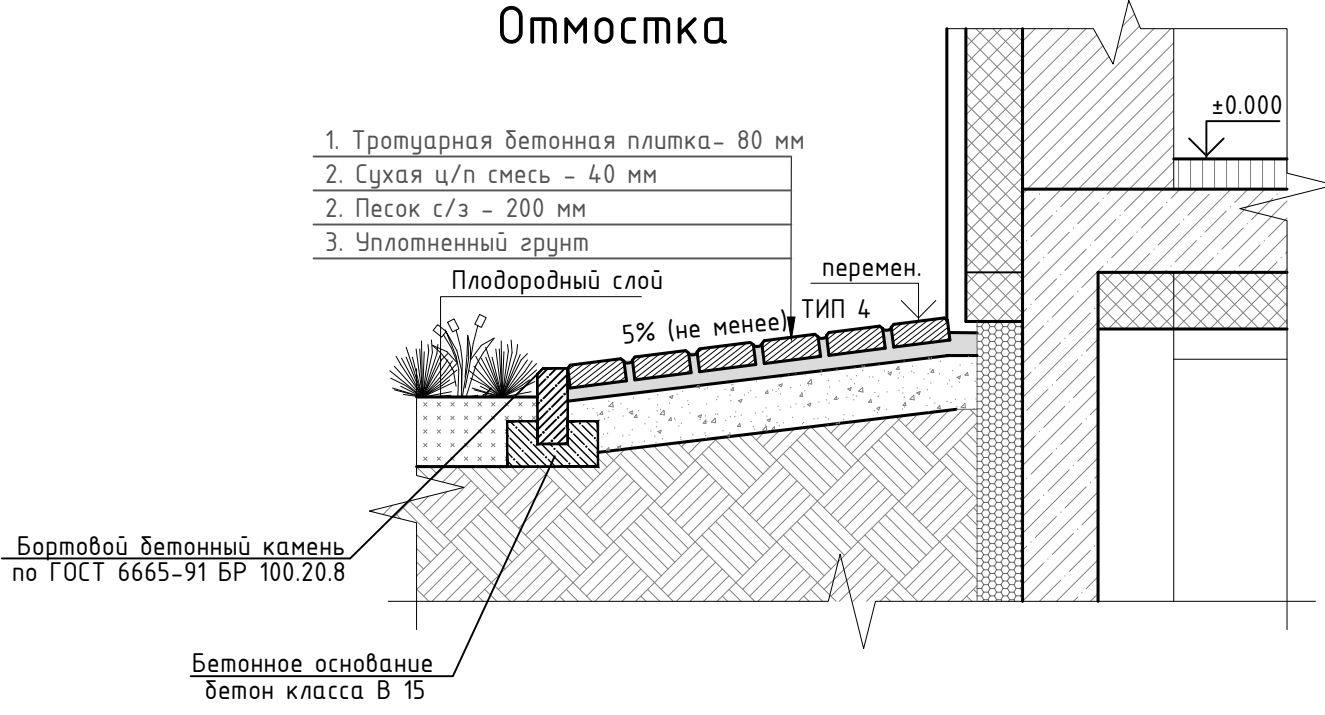 Отмостка
1. Тротуарная бетонная плитка- 80 мм
2. Сухая ц/п смесь - 40 мм
2. Песок с/з - 200 мм
3. Уплотненный грунт
±0.000
Плодородный слой
перемен.
5% (не менее)
ТИП 4
Бортовой бетонный камень
по ГОСТ 6665-91 БР 100.20.8
Бетонное основание
бетон класса В 15